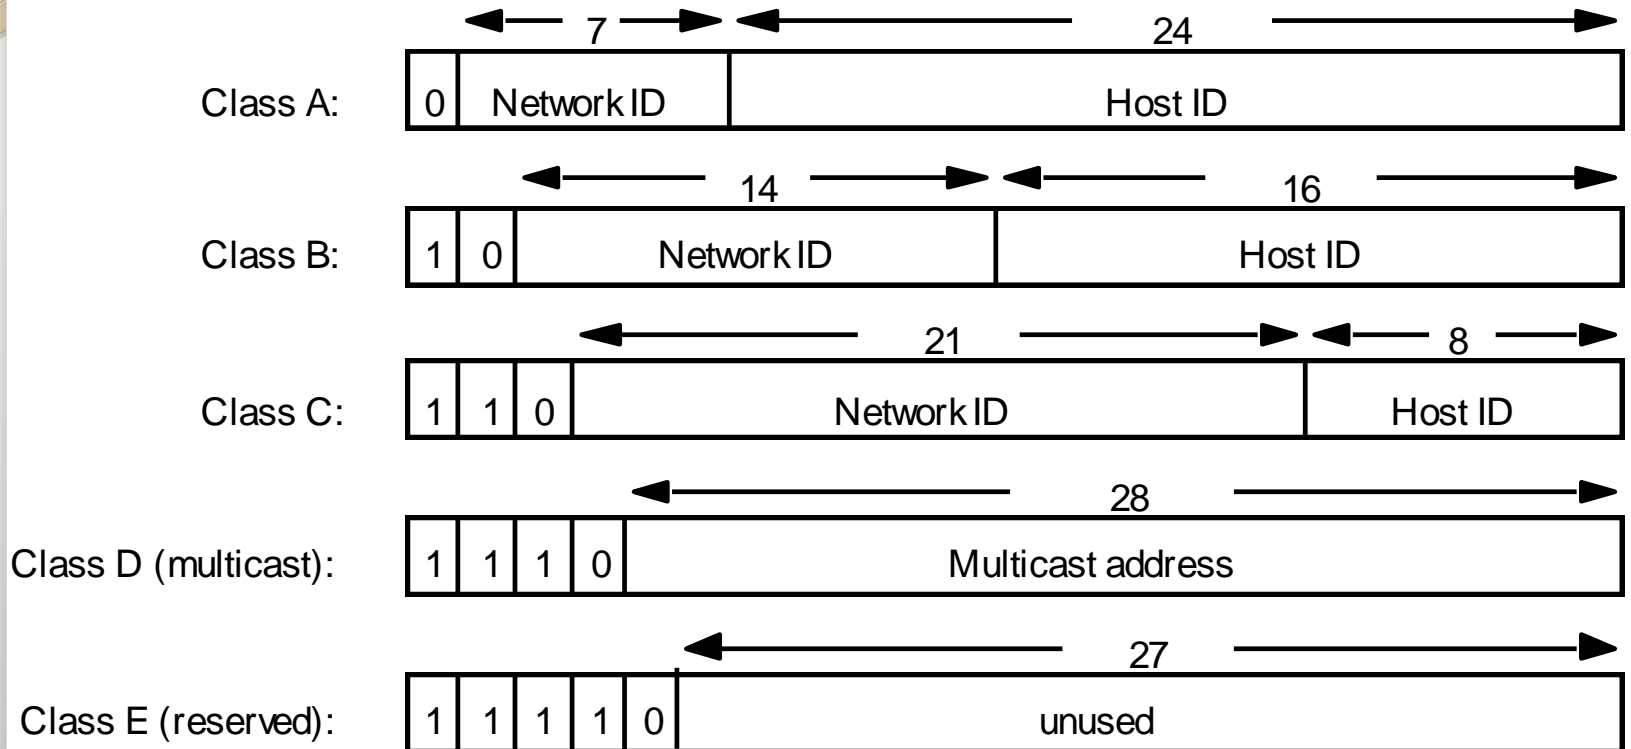 7 24
Class A: 0 Network ID Host ID
14 16
Class B: 1 0 Network ID Host ID
21 8
Class C: 1 1 0 Network ID Host ID
28
Class D (multicast): 1 1 1 0 Multicast address
27
Class E (reserved): 1 1 1 1 0 unused